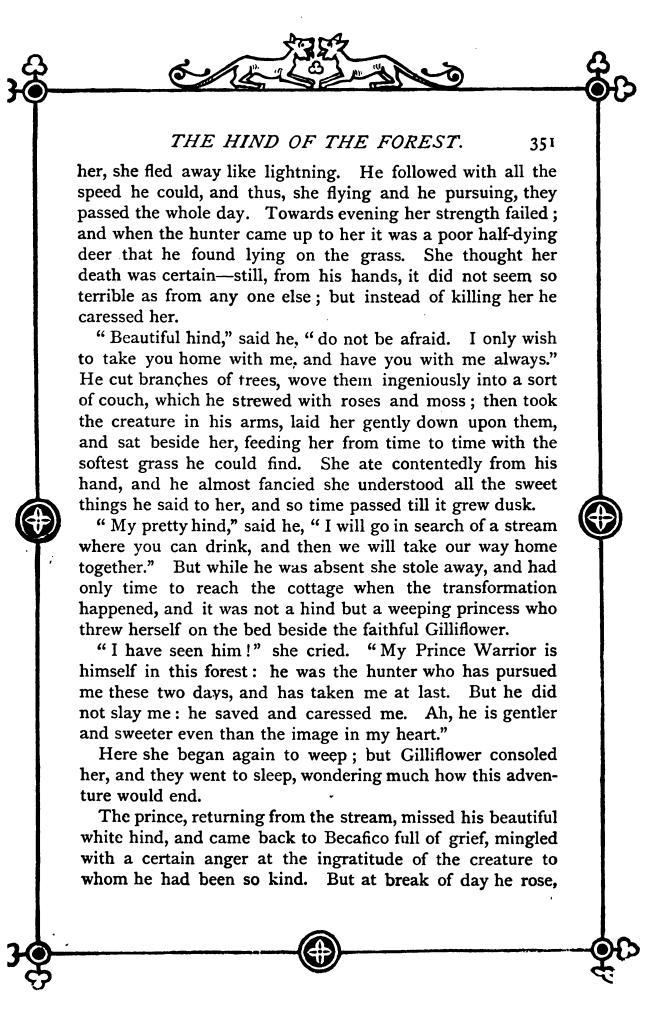 THE HIND OF THE FOREST. 351
her, she fled away like lightning. He followed with all the
speed he could, and thus, she flying and he pursuing, they
passed the whole day. Towards evening her strength failed ;
and when the hunter came up to her it was a poor half-dying
deer that he found lying on the grass. She thought her
death was certain—still, from his hands, it did not seem so
terrible as from any one else ; but instead of killing her he
caressed her.
“ Beautiful hind,” said he, “ do not be afraid. I only wish
to take you home with me, and have you with me always.”
He cut branches of trees, wove them ingeniously into a sort
of couch, which he strewed with roses and moss ; then took
the creature in his arms, laid her gently down upon them,
and sat beside her, feeding her from time to time with the
softest grass he could find. She ate contentedly from his
hand, and he almost fancied she understood all the sweet
things he said to her, and so time passed till it grew dusk.
“ My pretty hind,” said he, “ I will go in search of a stream
where you can drink, and then we will take our way home
together.” But while he was absent she stole away, and had
only time to reach the cottage when the transformation
happened, and it was not a hind but a weeping princess who
threw herself on the bed beside the faithful Gilliflower.
“ I have seen him !” she cried. “ My Prince Warrior is
himself in this forest : he was the hunter who has pursued
me these two days, and has taken me at last. But he did
not slay me : he saved and caressed me. Ah, he is gentler
and sweeter even than the image in my heart.”
Here she began again to weep ; but Gilliflower consoled
her, and they went to sleep, wondering much how this adven-
ture would end.
The prince, returning from the stream, missed his beautiful
white hind, and came back to Becafico full of grief, mingled
with a certain anger at the ingratitude of the creature to
whom he had been so kind. But at break of day he rose,